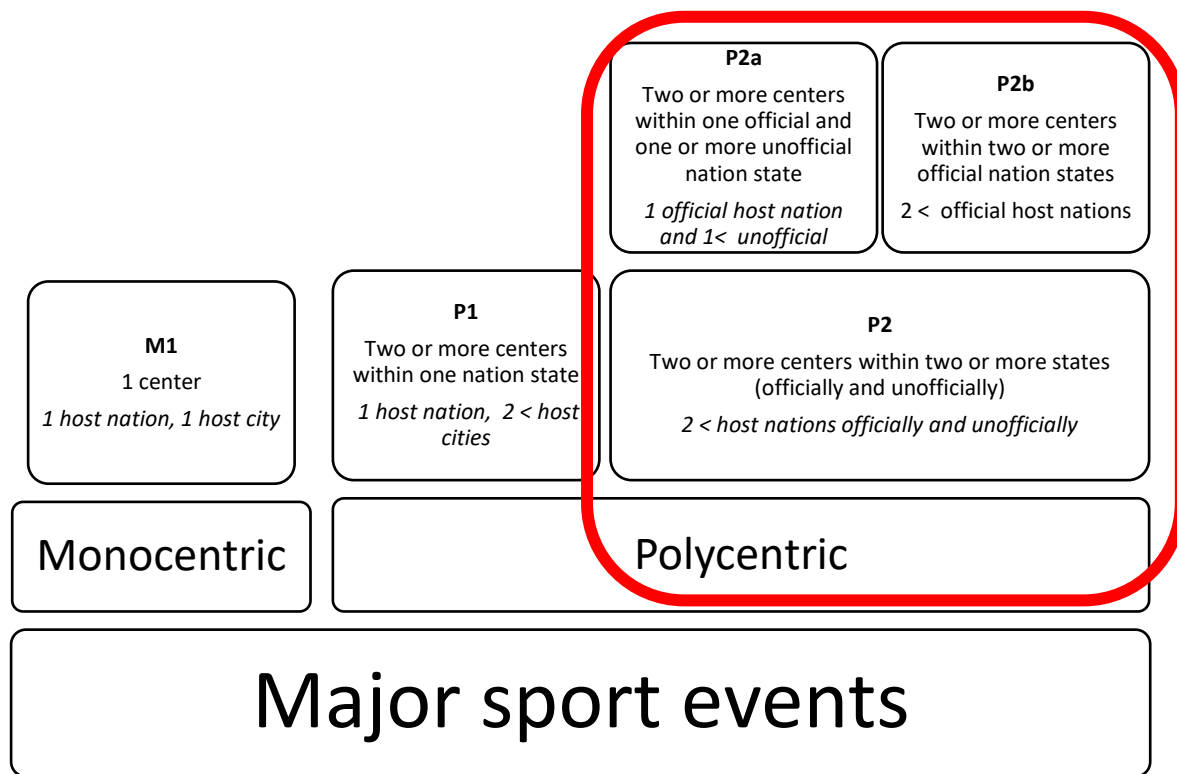 P2a
Two or more centers
within one official and
one or more unofficial
nation state
1 official host nation
and 1< unofficial
P2b
Two or more centers
within two or more
official nation states
2 < official host nations
M1
1 center
1 host nation, 1 host city
P1
Two or more centers
within one nation state
1 host nation, 2 < host
cities
P2
Two or more centers within two or more states
(officially and unofficially)
2 < host nations officially and unofficially
Monocentric
Polycentric
Major sport events